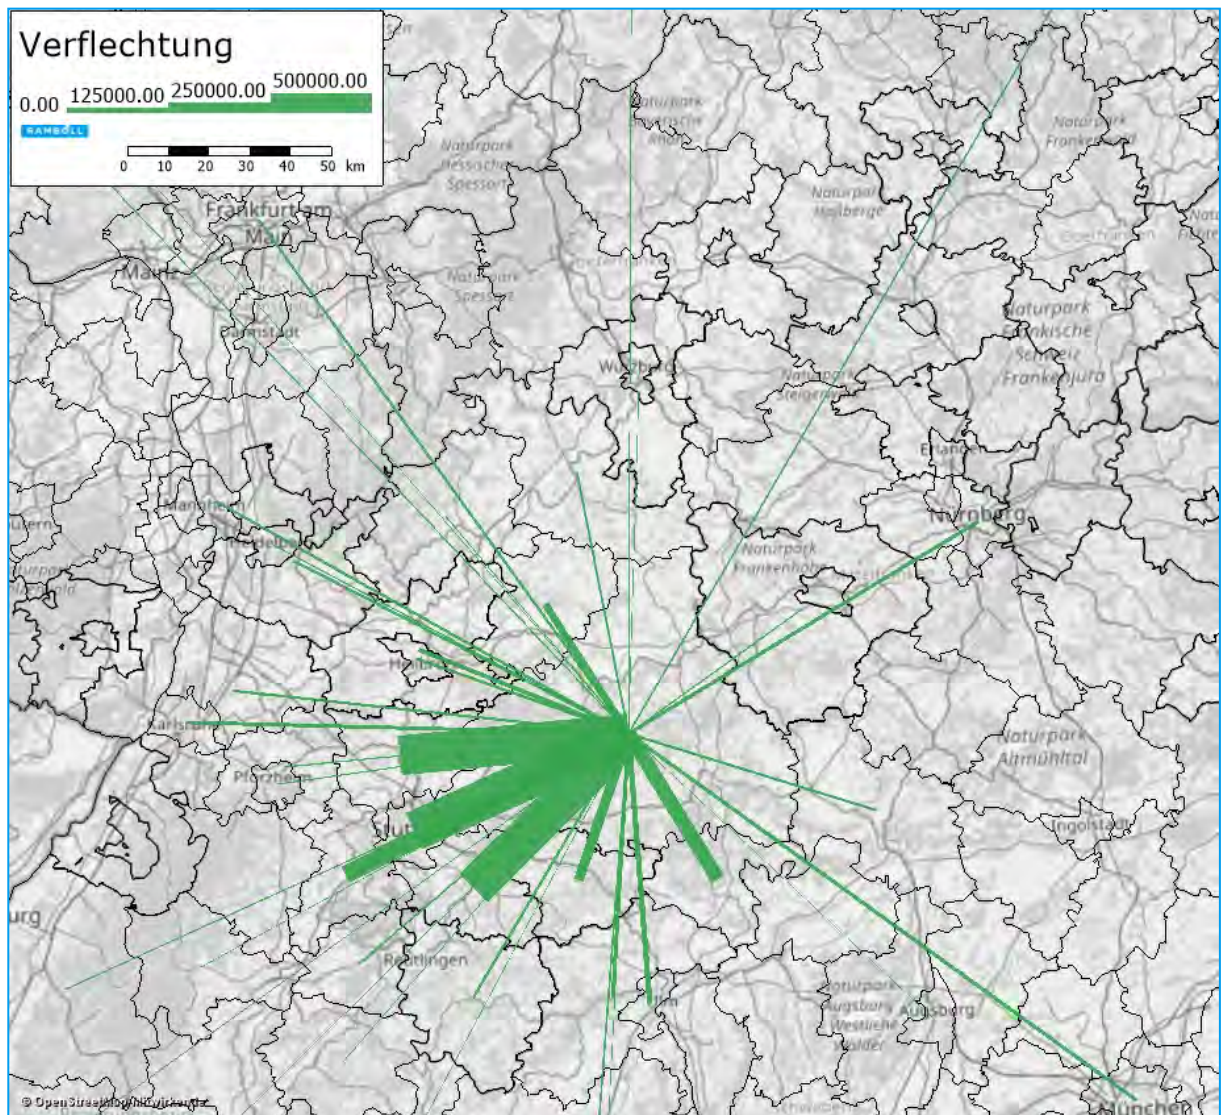 Verflechtung
0.00 125000.00 250000.00 500000.00
RAMBOLL
0 10 20 30 40 50 km
Naturpark
Hessischer
Spessart
Naturpark
Frankenwald
Naturpark
Haßberge
Frankfurt am
Main
Mainz
Naturpark
Spessart
Darmstadt
Würzburg
Naturpark
Fränkische
Schweiz
Frankenjura
Naturpark
Steigerwald
Erlangen
Mannheim
Nürnberg
Heidelberg
Naturpark
Frankenhöhe
Heilbronn
Karlsruhe
Naturpark
Altmühltal
Pforzheim
Ingolstadt
Stuttgart
urg
Reutlingen
Ulm
Naturpark
Augsburg
Westliche
Wälder
Augsburg
München
© OpenStreetMap-Mitwirkende